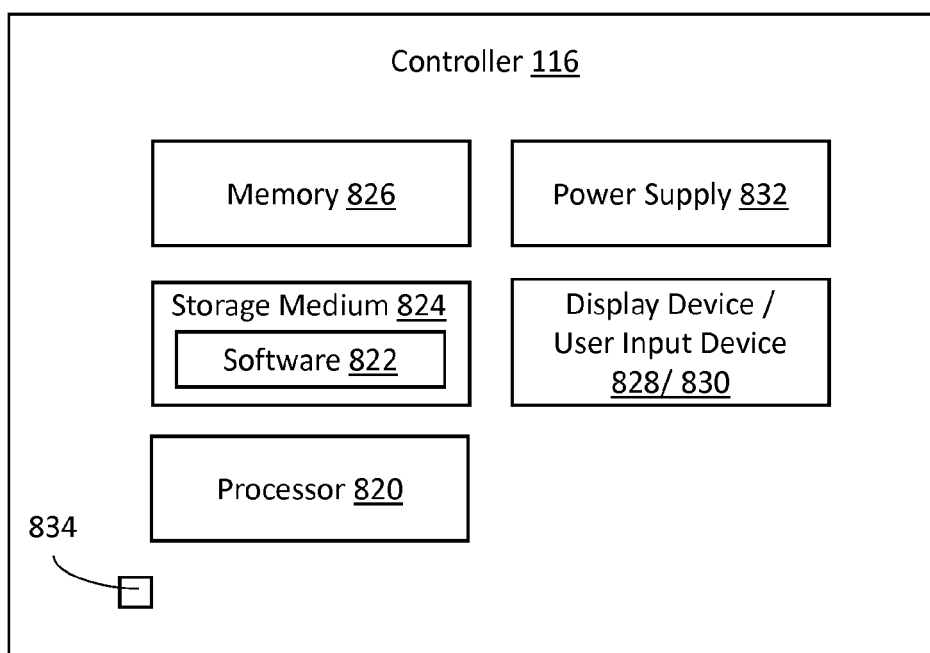 Controller 116
Memory 826
Power Supply 832
Storage Medium 824
Software 822
Display Device /
User Input Device
828/ 830
Processor 820
834